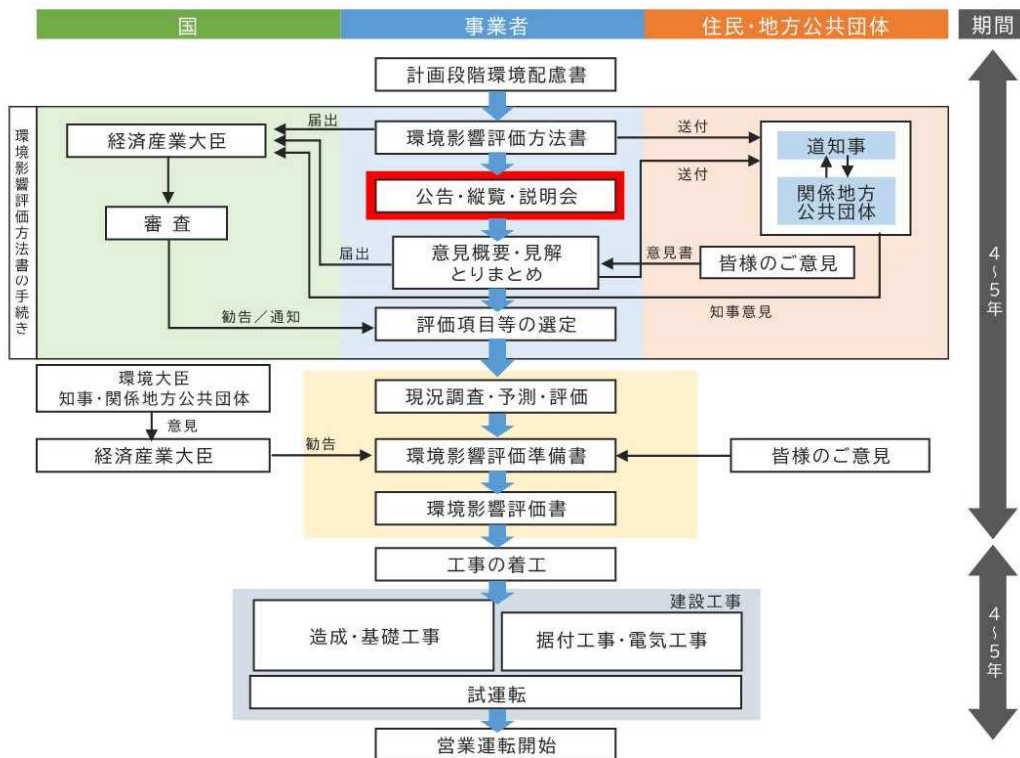 国
事業者
住民・地方公共団体
期間
計画段階環境配慮書
環境影響評価方法書の手続き
経済産業大臣
届出
環境影響評価方法書
送付
道知事
送付
公告・縦覧・説明会
関係地方
公共団体
審査
届出
意見概要・見解
とりまとめ
意見書
皆様のご意見
勧告／通知
評価項目等の選定
知事意見
4～5年
環境大臣
知事・関係地方公共団体
現況調査・予測・評価
意見
経済産業大臣
勧告
環境影響評価準備書
皆様のご意見
環境影響評価書
工事の着工
建設工事
造成・基礎工事
据付工事・電気工事
4～5年
試運転
営業運転開始